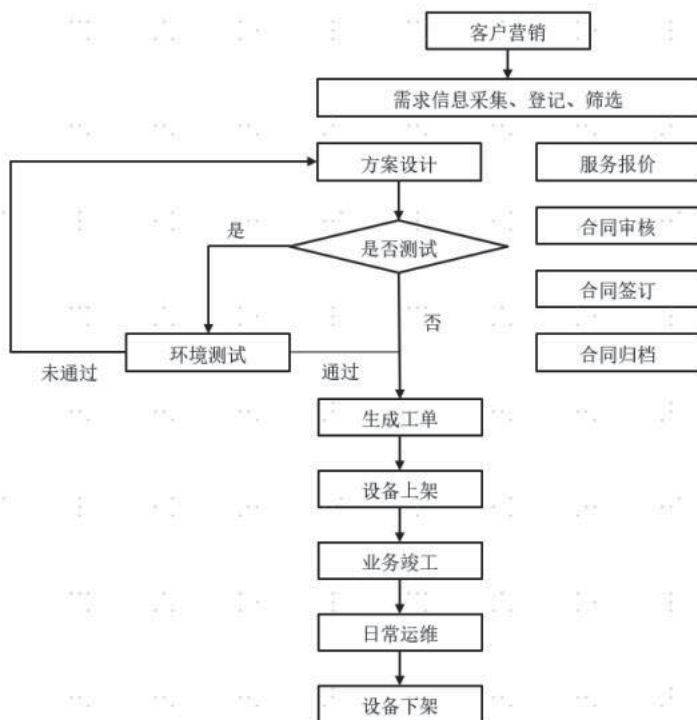 客户营销
需求信息采集、登记、筛选
方案设计
服务报价
是
是否测试
合同审核
合同签订
否
环境测试
未通过
通过
合同归档
生成工单
设备上架
业务竣工
日常运维
设备下架